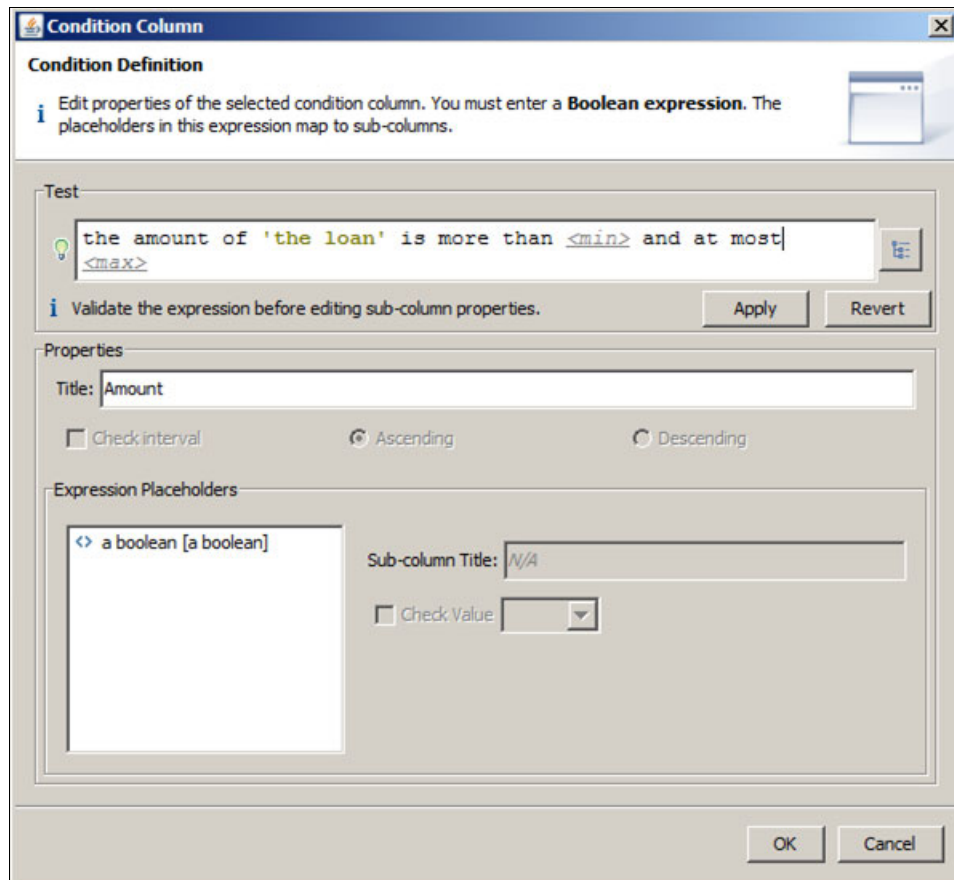 Condition Column
Condition Definition
Edit properties of the selected condition column. You must enter a Boolean expression. The
placeholders in this expression map to sub-columns.
Test
the amount of 'the loan' is more than <min> and at most
<max>
Validate the expression before editing sub-column properties.
Apply
Revert
Properties
Title: Amount
Check interval
Ascending
Descending
Expression Placeholders
<> a boolean [a boolean]
Sub-column Title: N/A
Check Value
OK
Cancel